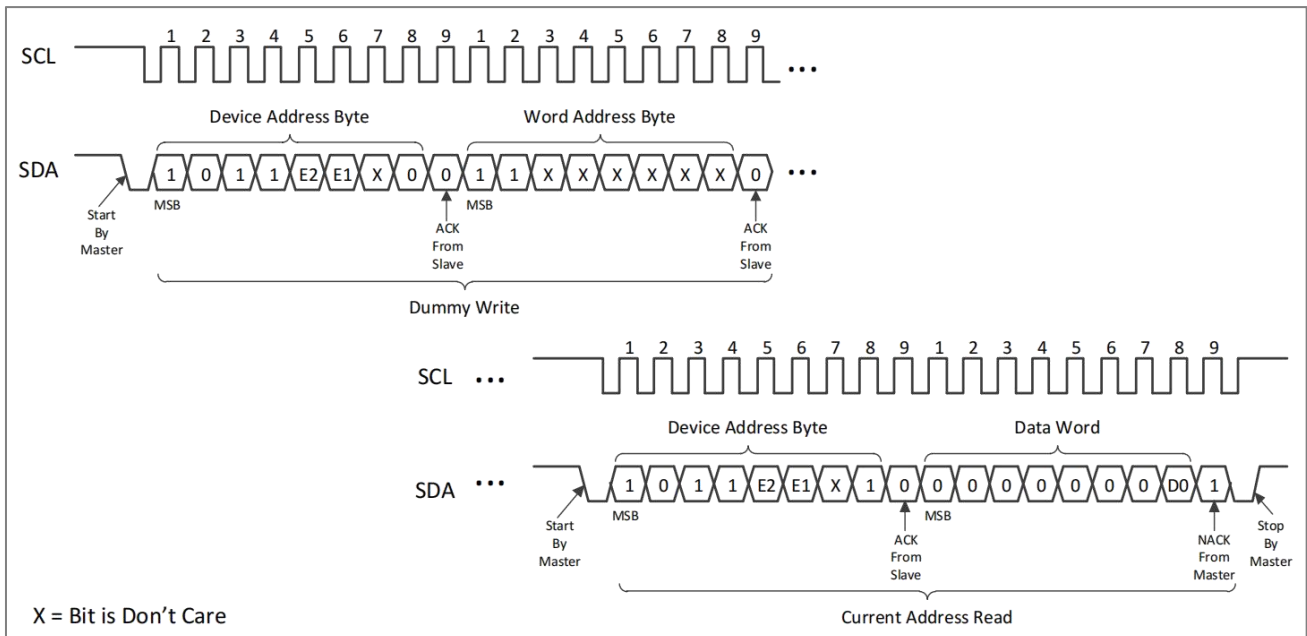 1 2 3 4 5 6 7 8 9 1 2 3 4 5 6 7 8 9
SCL •••
Device Address Byte Word Address Byte
SDA 1 0 1 1 E2 E1 X 0 0 1 1 X X X X X X 0 •••
MSB MSB
Start
By
Master
ACK
From
Slave
ACK
From
Slave
Dummy Write
1 2 3 4 5 6 7 8 9 1 2 3 4 5 6 7 8 9
SCL •••
Device Address Byte Data Word
SDA ••• 1 0 1 1 E2 E1 X 1 0 0 0 0 0 0 0 0 D0 1
MSB MSB
Start
By
Master
ACK
From
Slave
NACK
From
Master
Stop
By
Master
X = Bit is Don't Care
Current Address Read